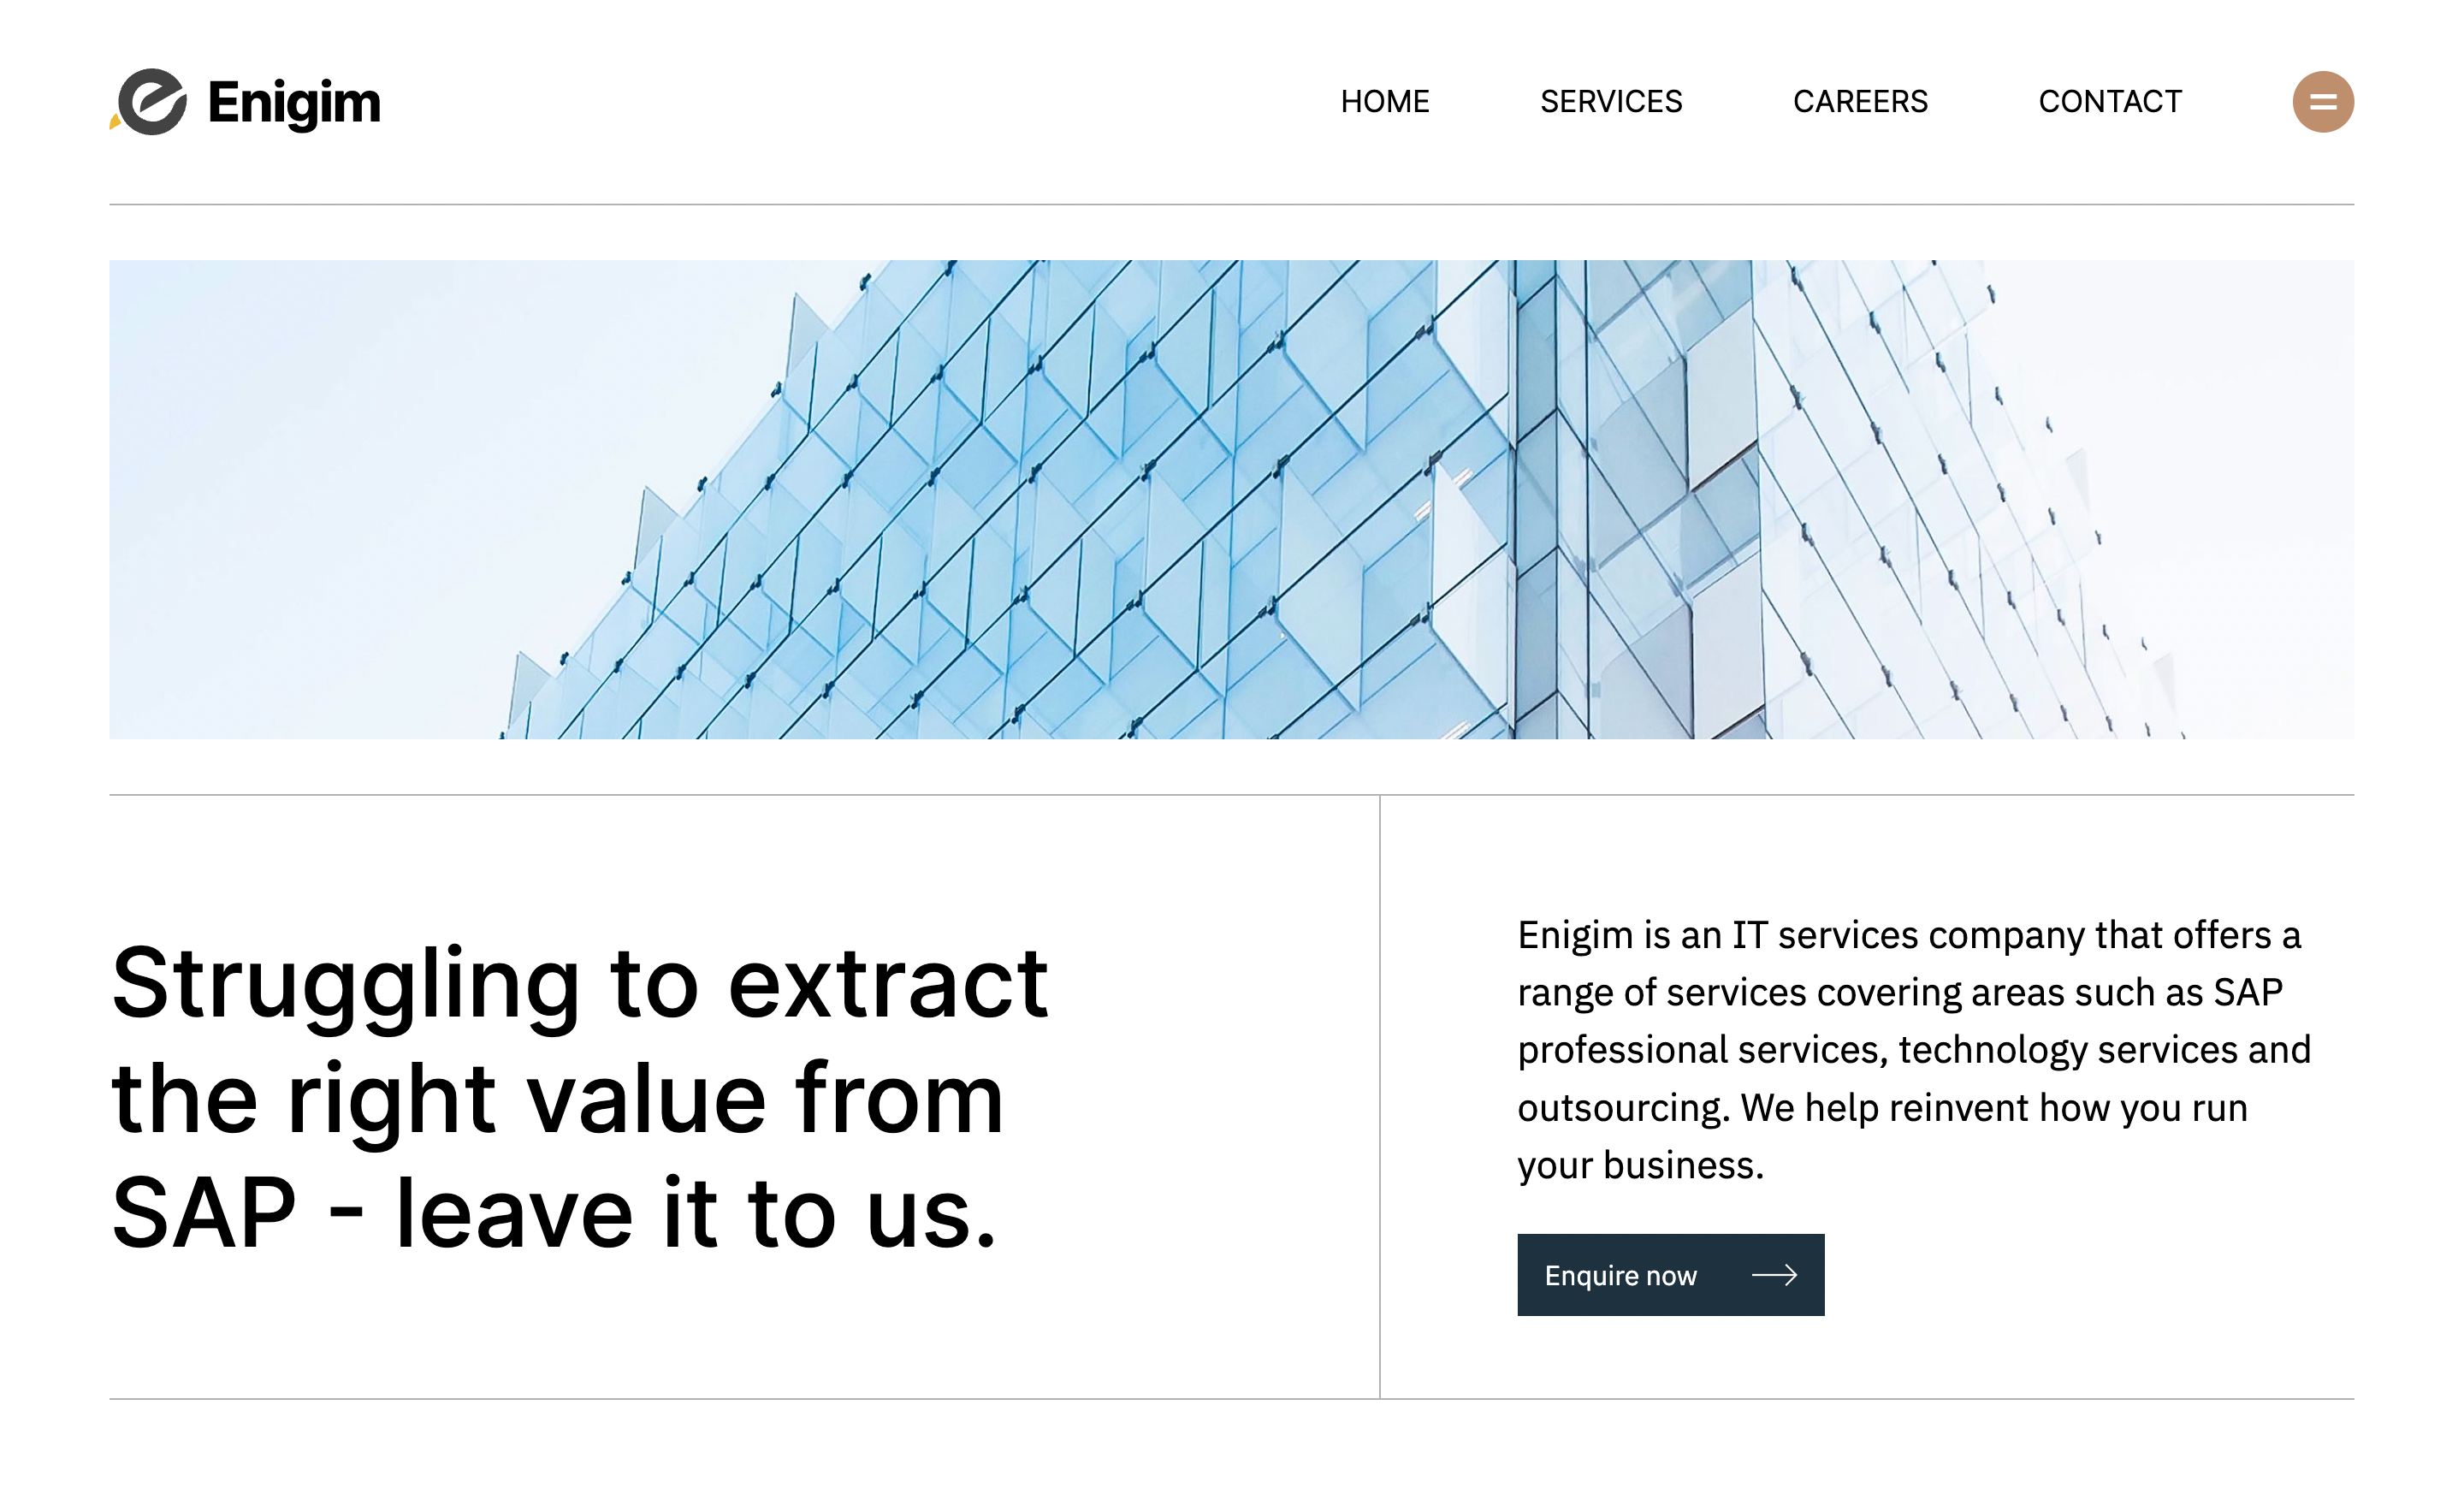 Enigim
HOME
SERVICES
CAREERS
CONTACT
Struggling to extract
the right value from
SAP - leave it to us.
Enigim is an IT services company that offers a
range of services covering areas such as SAP
professional services, technology services and
outsourcing. We help reinvent how you run
your business.
Enquire now